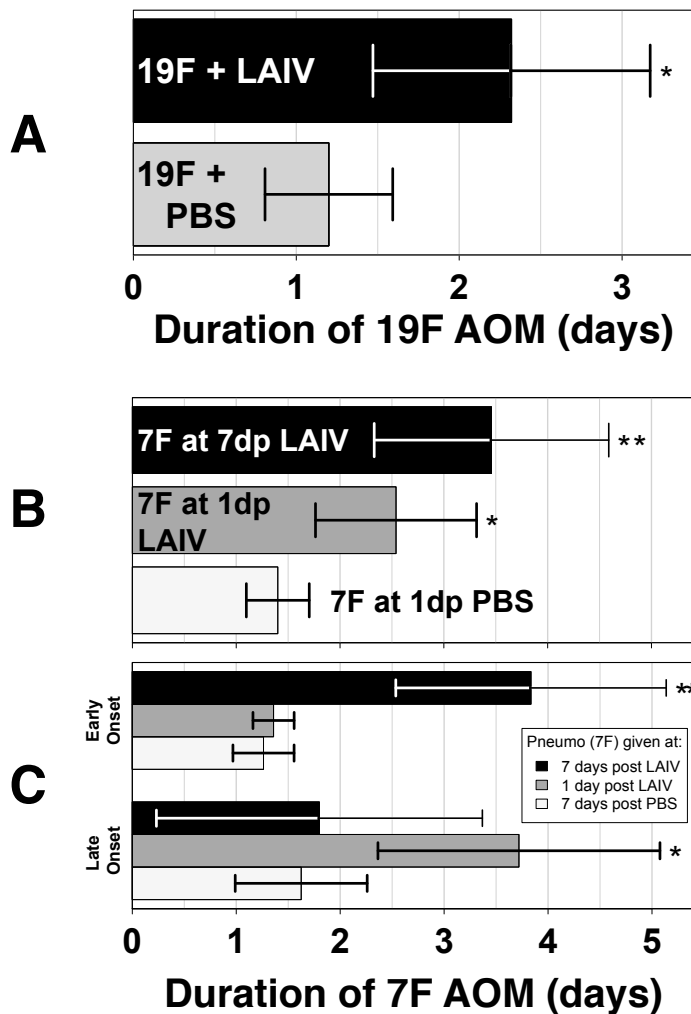 A
19F + LAIV
*
19F +
PBS
0 1 2 3
Duration of 19F AOM (days)
B
7F at 7dp LAIV
**
7F at 1dp
LAIV
*
7F at 1dp PBS
C
Early
Onset
**
Pneumo (7F) given at:
7 days post LAIV
1 day post LAIV
7 days post PBS
Late
Onset
*
0 1 2 3 4 5
Duration of 7F AOM (days)